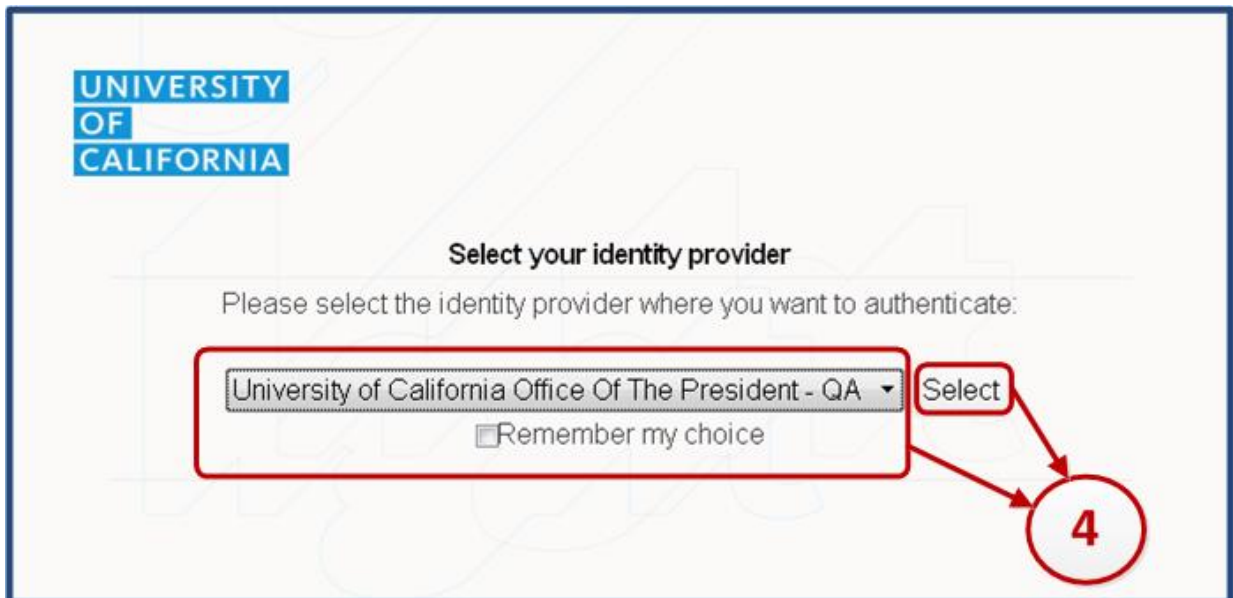 UNIVERSITY
OF
CALIFORNIA
Select your identity provider
Please select the identity provider where you want to authenticate:
University of California Office Of The President - QA Select
Remember my choice
4